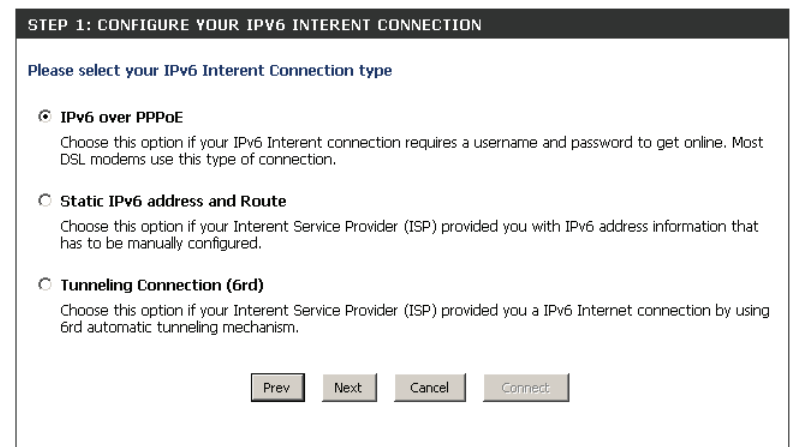 STEP 1: CONFIGURE YOUR IPV6 INTERENT CONNECTION
Please select your IPv6 Interent Connection type
IPv6 over PPPoE
Choose this option if your IPv6 Interent connection requires a username and password to get online. Most
DSL modems use this type of connection.
Static IPv6 address and Route
Choose this option if your Interent Service Provider (ISP) provided you with IPv6 address information that
has to be manually configured.
Tunneling Connection (6rd)
Choose this option if your Interent Service Provider (ISP) provided you a IPv6 Internet connection by using
6rd automatic tunneling mechanism.
Prev Next Cancel Connect